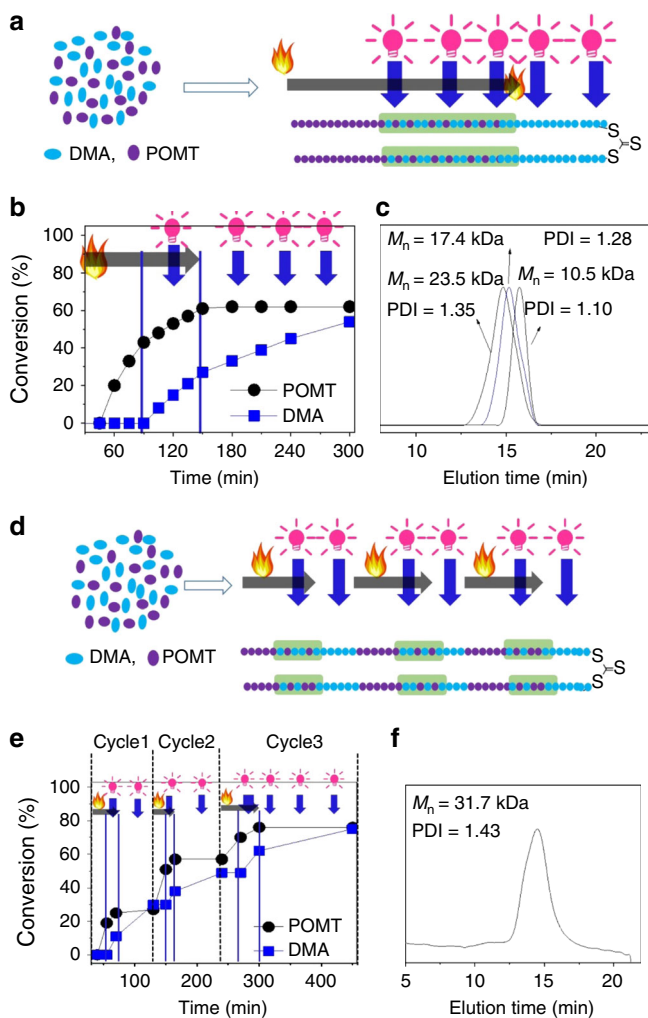 a
DMA, POMT
S
S
S
b
100
80
60
40
20
0
Conversion (%)
POMT
DMA
60 120 180 240 300
Time (min)
c
Mn = 17.4 kDa PDI = 1.28
Mn = 23.5 kDa Mn = 10.5 kDa
PDI = 1.35 PDI = 1.10
10 15 20
Elution time (min)
d
DMA, POMT
S
S
S
e
Cycle1 Cycle2 Cycle3
100
80
60
40
20
0
Conversion (%)
POMT
DMA
100 200 300 400
Time (min)
f
Mn = 31.7 kDa
PDI = 1.43
5 10 15 20
Elution time (min)